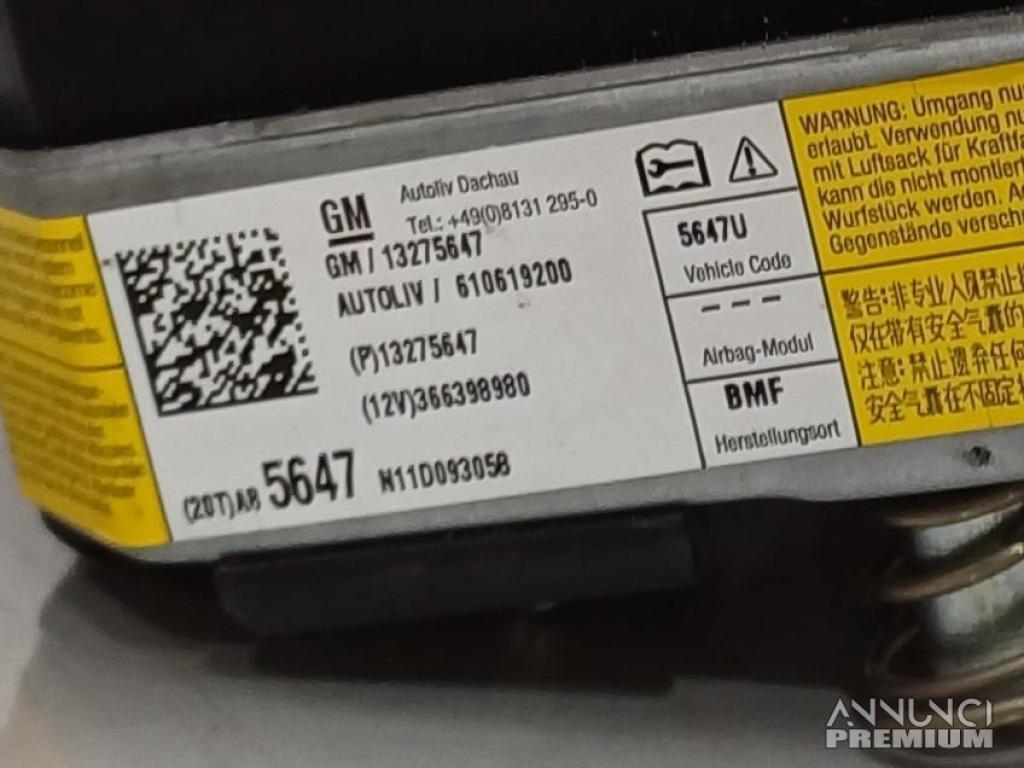 GM
Autoliv Dachau
Tel.: +49(0)8131 295-0
GM / 13275647
AUTOLIV / 610619200
(P)13275647
(12V)366398980
(20T)AB 5647 N11D093058
5647U
Vehicle Code
- - -
Airbag-Modul
BMF
Herstellungsort
WARNUNG: Umgang nu
erlaubt. Verwendung nu
mit Luftsack für Kraftfa
kann die nicht montiert
Wurfstück werden. Ac
Gegenstände versch
警告:非专业人员禁止
仅在带有安全气囊的
注意:禁止遗弃任何
安全气囊在不固定
ANNUNCI
PREMIUM